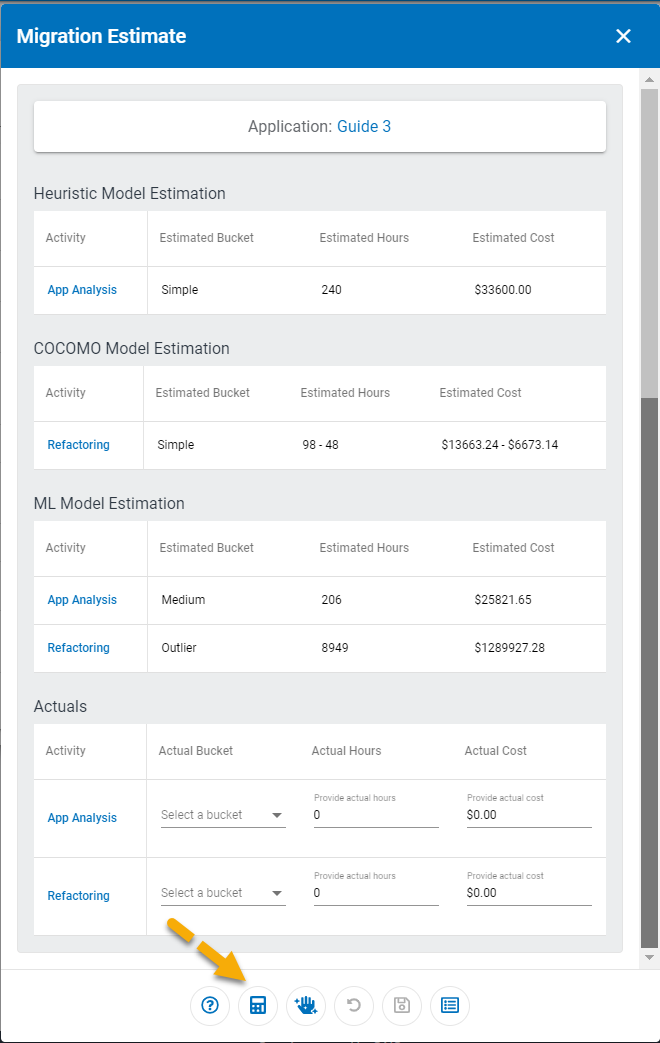 Migration Estimate
Application: Guide 3
Heuristic Model Estimation
Activity Estimated Bucket Estimated Hours Estimated Cost
App Analysis Simple 240 $33600.00
COCOMO Model Estimation
Activity Estimated Bucket Estimated Hours Estimated Cost
Refactoring Simple 98 - 48 $13663.24 - $6673.14
ML Model Estimation
Activity Estimated Bucket Estimated Hours Estimated Cost
App Analysis Medium 206 $25821.65
Refactoring Outlier 8949 $1289927.28
Actuals
Activity Actual Bucket Actual Hours Actual Cost
Provide actual hours Provide actual cost
App Analysis Select a bucket 0 $0.00
Provide actual hours Provide actual cost
Refactoring Select a bucket 0 $0.00